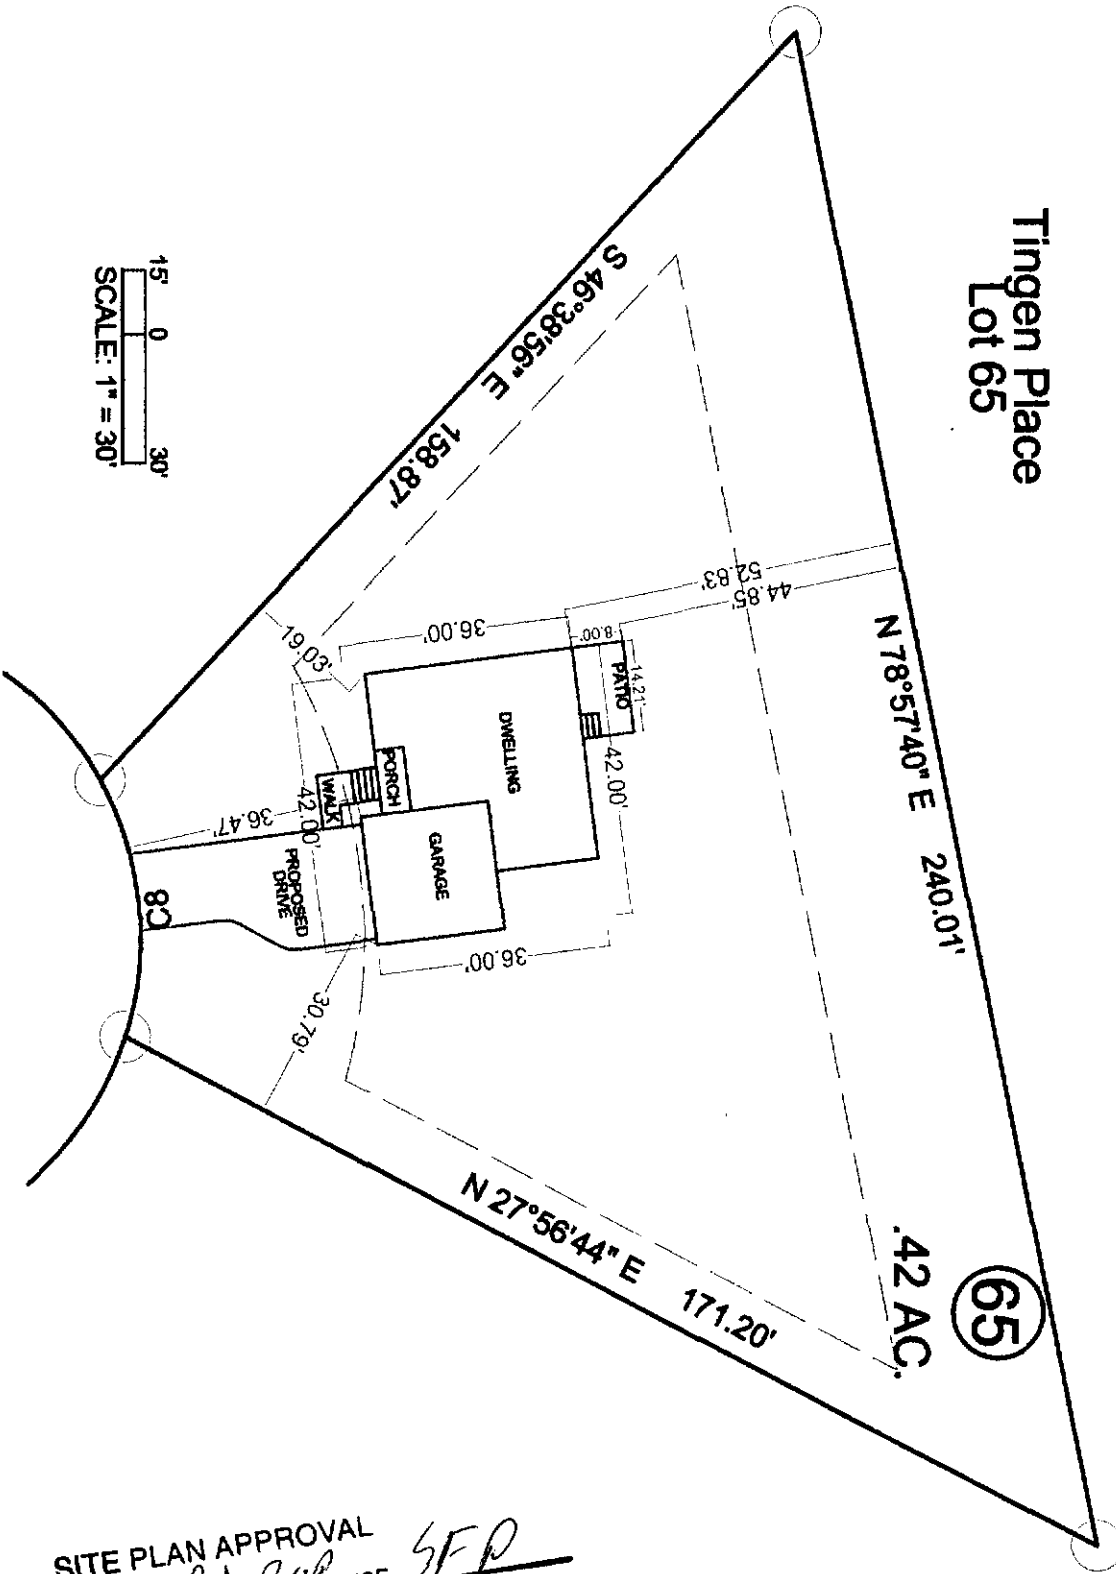 Tingen Place
Lot 65
N 78°57'40" E 240.01'
65
.42 AC.
S 46°38'56" E 158.87'
52.83'
44.85'
36.00'
8.00'
14.21'
PATIO
19.03'
DWELLING
42.00'
PORCH
WALK
GARAGE
42.00'
36.47'
PROPOSED
DRIVE
36.00'
C8
30.79'
N 27°56'44" E 171.20'
15' 0 30'
SCALE: 1" = 30'
SITE PLAN APPROVAL
SFD